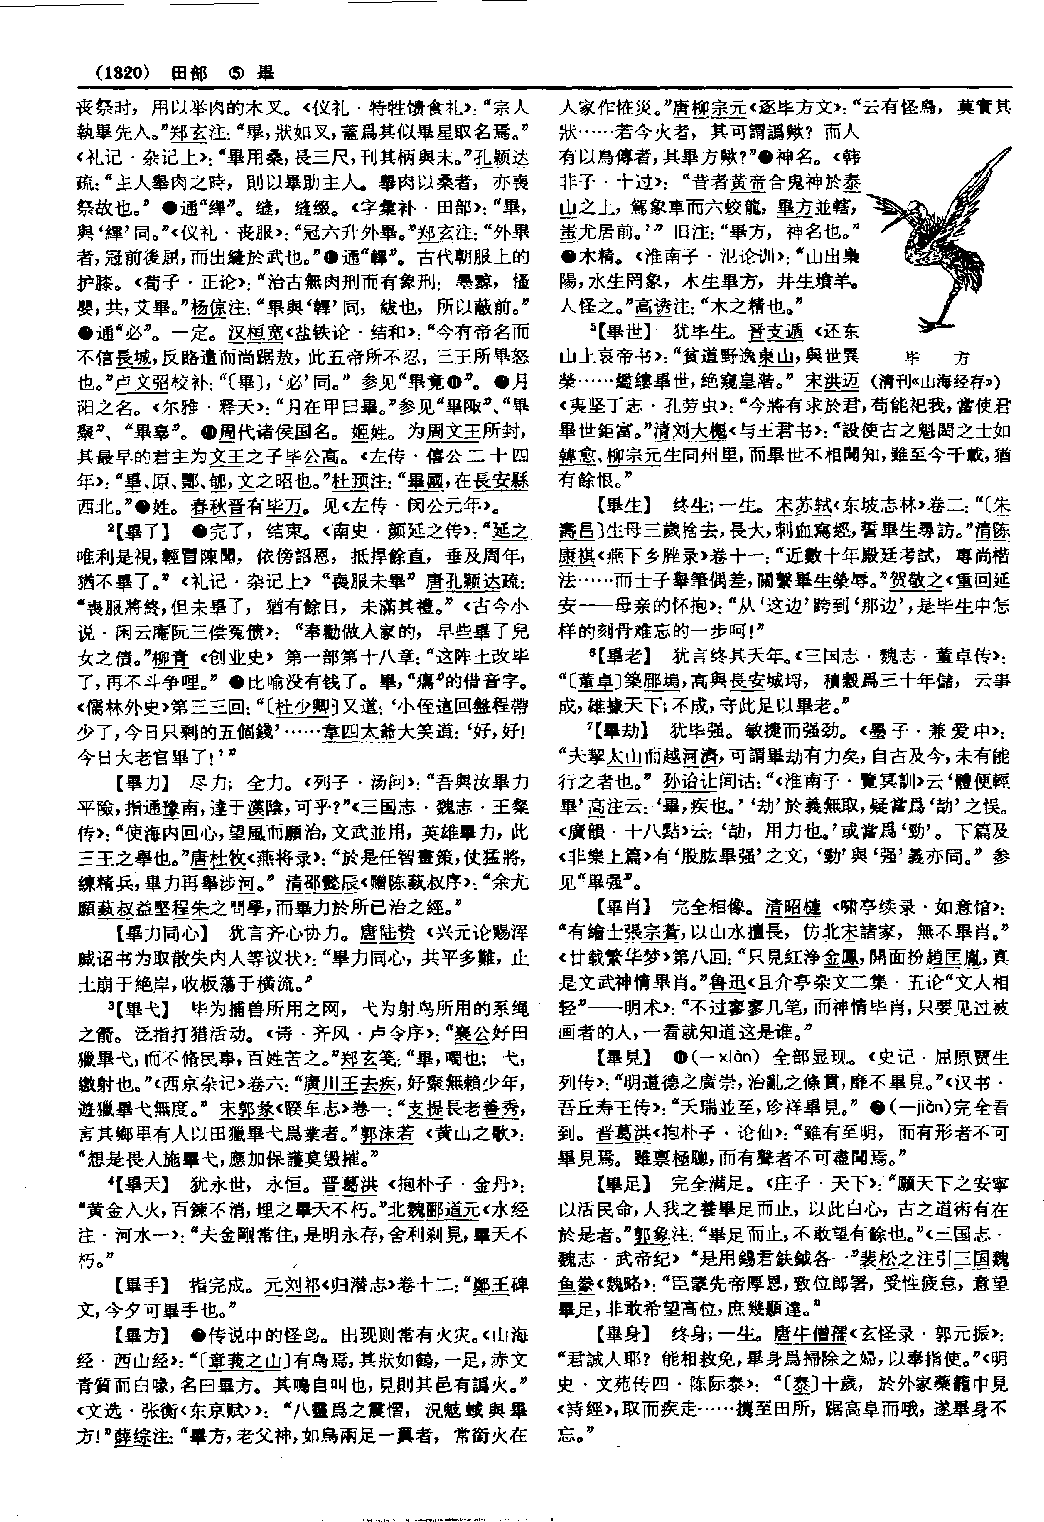 (1320) 田部 ⑤ 畢
丧祭时，用以举肉的木叉。《仪礼·特牲馈食礼》：“宗人
執畢先入。”郑玄注：“畢，狀如叉，蓋爲其似畢星取名焉。”
《礼记·杂记上》：“畢用桑，長三尺，刊其柄與末。”孔颖达
疏：“主人舉肉之時，則以畢助主人。舉肉以桑者，亦喪
祭故也。” ●通“縪”。缝，缝缀。《字彙补·田部》：“畢，
與‘縪’同。”《仪礼·丧服》：“冠六升外畢。”郑玄注：“外畢
者，冠前後屈，而出縫於武也。”●通“韠”。古代朝服上的
护膝。《荀子·正论》：“治古無肉刑而有象刑：墨黥，慅
嬰，共，艾畢。”杨倞注：“畢與‘韠’同，紱也，所以蔽前。”
●通“必”。一定。汉桓宽《盐铁论·结和》：“今有帝名而
不信長城，反賂遺而尚踞敖，此五帝所不忍，三王所畢怒
也。”卢文弨校补：“〔畢〕，‘必’同。” 参见“畢竟❶”。 ●月
阳之名。《尔雅·释天》：“月在甲曰畢。”参见“畢陬”、“畢
聚”、“畢辜”。 ●周代诸侯国名。姬姓。为周文王所封，
其最早的君主为文王之子毕公高。《左传·僖公二十四
年》：“畢、原、酆、郇，文之昭也。”杜预注：“畢國，在長安縣
西北。”●姓。春秋晋有毕万。见《左传·闵公元年》。
²【畢了】 ●完了，结束。《南史·颜延之传》：“延之
唯利是視，輕冒陳聞，依傍詔恩，抵捍餘直，垂及周年，
猶不畢了。”《礼记·杂记上》“喪服未畢” 唐孔颖达疏：
“喪服將終，但未畢了，猶有餘日，未滿其禮。”《古今小
说·闲云庵阮三偿冤债》：“奉勸做人家的，早些畢了兒
女之債。”柳青《创业史》第一部第十八章：“这阵土改毕
了，再不斗争哩。” ●比喻没有钱了。畢，“癟”的借音字。
《儒林外史》第三三回：“〔杜少卿〕又道：‘小侄這回盤程帶
少了，今日只剩的五個錢’……韋四太爺大笑道：‘好，好！
今日大老官畢了！’”
【畢力】 尽力；全力。《列子·汤问》：“吾與汝畢力
平險，指通豫南，達于漢陰，可乎？”《三国志·魏志·王粲
传》：“使海内回心，望風而願治，文武並用，英雄畢力，此
三王之舉也。”唐杜牧《燕将录》：“於是任智畫策，仗猛將，
練精兵，畢力再舉涉河。” 清邵懿辰《赠陈蓺叔序》：“余尤
願蓺叔益堅程朱之問學，而畢力於所已治之經。”
【畢力同心】 犹言齐心协力。唐陆贽《兴元论赐浑
瑊诏书为取散失内人等议状》：“畢力同心，共平多難，止
土崩于絶岸，收板蕩于横流。”
³【畢弋】 毕为捕兽所用之网，弋为射鸟所用的系绳
之箭。泛指打猎活动。《诗·齐风·卢令序》：“襄公好田
獵畢弋，而不脩民事，百姓苦之。”郑玄笺：“畢，噣也；弋，
繳射也。”《西京杂记》卷六：“廣川王去疾，好聚無賴少年，
遊獵畢弋無度。” 宋郭彖《睽车志》卷一：“支提長老善秀，
言其鄉里有人以田獵畢弋爲業者。”郭沫若《黄山之歌》：
“想是畏人施畢弋，應加保護莫毁摧。”
⁴【畢天】 犹永世，永恒。晋葛洪《抱朴子·金丹》：
“黄金入火，百鍊不消，埋之畢天不朽。”北魏郦道元《水经
注·河水一》：“夫金剛常住，是明永存，舍利刹見，畢天不
朽。”
【畢手】 指完成。元刘祁《归潜志》卷十二：“鄭王碑
文，今夕可畢手也。”
【畢方】 ●传说中的怪鸟。出现则常有火灾。《山海
经·西山经》：“〔章莪之山〕有鳥焉，其狀如鶴，一足，赤文
青質而白喙，名曰畢方。其鳴自叫也，見則其邑有譌火。”
《文选·张衡〈东京赋〉》：“八靈爲之震慴，況鬾蜮與畢
方！”薛综注：“畢方，老父神，如鳥兩足一翼者，常銜火在
人家作怪災。”唐柳宗元《逐毕方文》：“云有怪鳥，莫實其
狀……若今火者，其可謂譌歟？而人
有以鳥傳者，其畢方歟？”●神名。《韩
非子·十过》：“昔者黄帝合鬼神於泰
山之上，駕象車而六蛟龍，畢方並轄，
蚩尤居前。’” 旧注：“畢方，神名也。”
●木精。《淮南子·氾论训》：“山出梟
陽，水生罔象，木生畢方，井生墳羊。
人怪之。”高诱注：“木之精也。”
毕 方
(清刊《山海经存》)
⁵【畢世】 犹毕生。晋支遁《还东
山上哀帝书》：“貧道野逸東山，與世異
榮……繼縷畢世，絶窺皇階。” 宋洪迈
《夷坚丁志·孔劳虫》：“今將有求於君，苟能祀我，當使君
畢世鉅富。”清刘大櫆《与王君书》：“設使古之魁閎之士如
韓愈、柳宗元生同州里，而畢世不相聞知，雖至今千載，猶
有餘恨。”
【畢生】 终生；一生。宋苏轼《东坡志林》卷二：“〔朱
壽昌〕生母三歲捨去，長大，刺血寫經，誓畢生尋訪。”清陈
康祺《燕下乡脞录》卷十一：“近數十年殿廷考試，專尚楷
法……而士子舉筆偶差，關繫畢生榮辱。”贺敬之《重回延
安——母亲的怀抱》：“从‘这边’跨到‘那边’，是毕生中怎
样的刻骨难忘的一步呵！”
⁶【畢老】 犹言终其天年。《三国志·魏志·董卓传》：
“〔董卓〕築郿塢，高與長安城埒，積穀爲三十年儲，云事
成，雄據天下；不成，守此足以畢老。”
⁷【畢劫】 犹毕强。敏捷而强劲。《墨子·兼爱中》：
“夫挈太山而越河濟，可謂畢劫有力矣，自古及今，未有能
行之者也。” 孙诒让间诂：“《淮南子·覽冥訓》云‘體便輕
畢’高注云：‘畢，疾也。’‘劫’於義無取，疑當爲‘劼’之悮。
《廣韻·十八黠》云：‘劼，用力也。’或當爲‘勁’。下篇及
《非樂上篇》有‘股肱畢强’之文，‘勁’與‘强’義亦同。” 参
见“畢强”。
【畢肖】 完全相像。清昭梿《啸亭续录·如意馆》：
“有繪士張宗蒼，以山水擅長，仿北宋諸家，無不畢肖。”
《廿载繁华梦》第八回：“只見紅净金鳳，開面扮趙匡胤，真
是文武神情畢肖。”鲁迅《且介亭杂文二集·五论“文人相
轻”——明术》：“不过寥寥几笔，而神情毕肖，只要见过被
画者的人，一看就知道这是谁。”
【畢見】 ❶(—xiàn) 全部显现。《史记·屈原贾生
列传》：“明道德之廣崇，治亂之條貫，靡不畢見。”《汉书·
吾丘寿王传》：“天瑞並至，珍祥畢見。” ❷(—jiàn)完全看
到。晋葛洪《抱朴子·论仙》：“雖有至明，而有形者不可
畢見焉。雖禀極聰，而有聲者不可盡聞焉。”
【畢足】 完全满足。《庄子·天下》：“願天下之安寧
以活民命，人我之養畢足而止，以此白心，古之道術有在
於是者。”郭象注：“畢足而止，不敢望有餘也。”《三国志·
魏志·武帝纪》“是用錫君鈇鉞各一”裴松之注引三国魏
鱼豢《魏略》：“臣蒙先帝厚恩，致位郎署，受性疲怠，意望
畢足，非敢希望高位，庶幾顯達。”
【畢身】 终身；一生。唐牛僧孺《玄怪录·郭元振》：
“君誠人耶？能相救免，畢身爲掃除之婦，以奉指使。”《明
史·文苑传四·陈际泰》：“〔泰〕十歲，於外家藥籠中見
《詩經》，取而疾走……攜至田所，踞高阜而哦，遂畢身不
忘。”